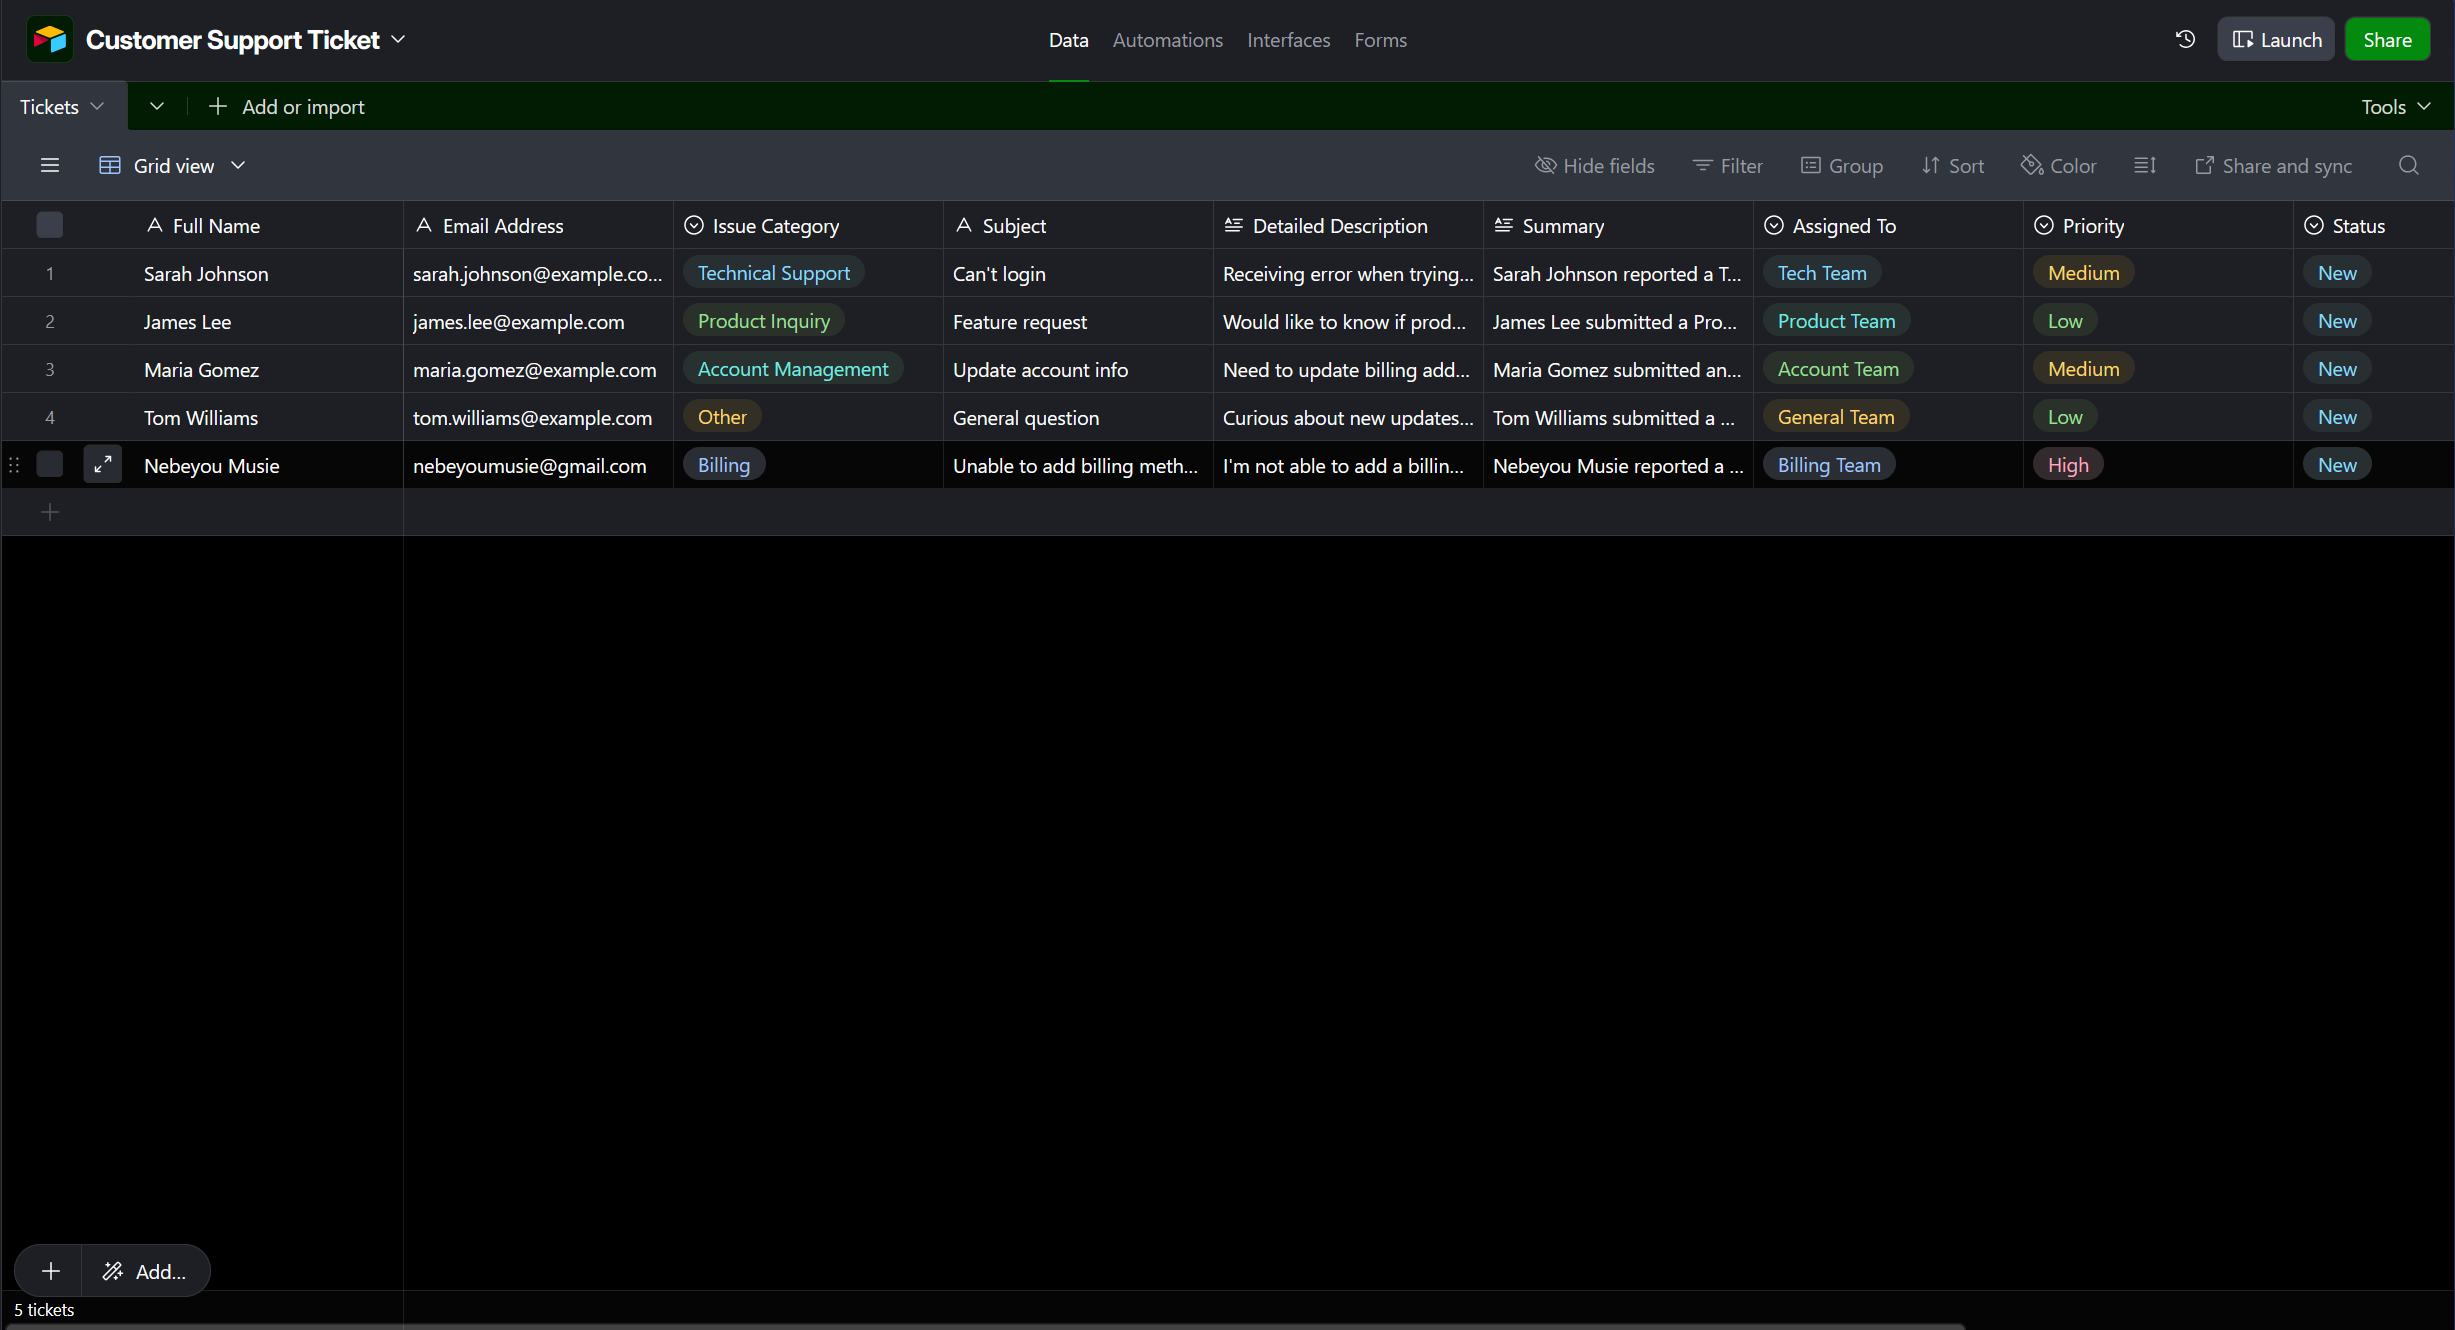 Customer Support Ticket
Data Automations Interfaces Forms
Launch Share
Tickets Add or import Tools
Grid view Hide fields Filter Group Sort Color Share and sync
Full Name Email Address Issue Category Subject Detailed Description Summary Assigned To Priority Status
1 Sarah Johnson sarah.johnson@example.co... Technical Support Can't login Receiving error when trying... Sarah Johnson reported a T... Tech Team Medium New
2 James Lee james.lee@example.com Product Inquiry Feature request Would like to know if prod... James Lee submitted a Pro... Product Team Low New
3 Maria Gomez maria.gomez@example.com Account Management Update account info Need to update billing add... Maria Gomez submitted an... Account Team Medium New
4 Tom Williams tom.williams@example.com Other General question Curious about new updates... Tom Williams submitted a ... General Team Low New
Nebeyou Musie nebeyoumusie@gmail.com Billing Unable to add billing meth... I'm not able to add a billin... Nebeyou Musie reported a ... Billing Team High New
Add...
5 tickets